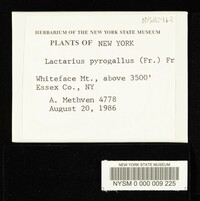 HERBARIUM OF THE NEW YORK STATE MUSEUM
PLANTS OF NEW YORK
Lactarius pyrogallus (Fr.) Fr
Whiteface Mt., above 3500'
Essex Co., NY
A. Methven 4778
August 20, 1986
NEW YORK STATE MUSEUM
NYSM 0 000 009 225